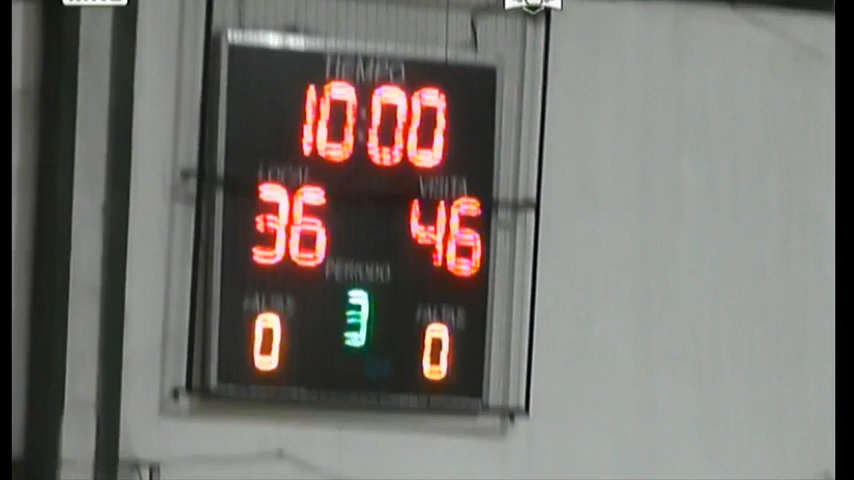 TIEMPO
10:00
LOCAL VISITA
36 46
PERIODO
FALTAS FALTAS
0 3 0